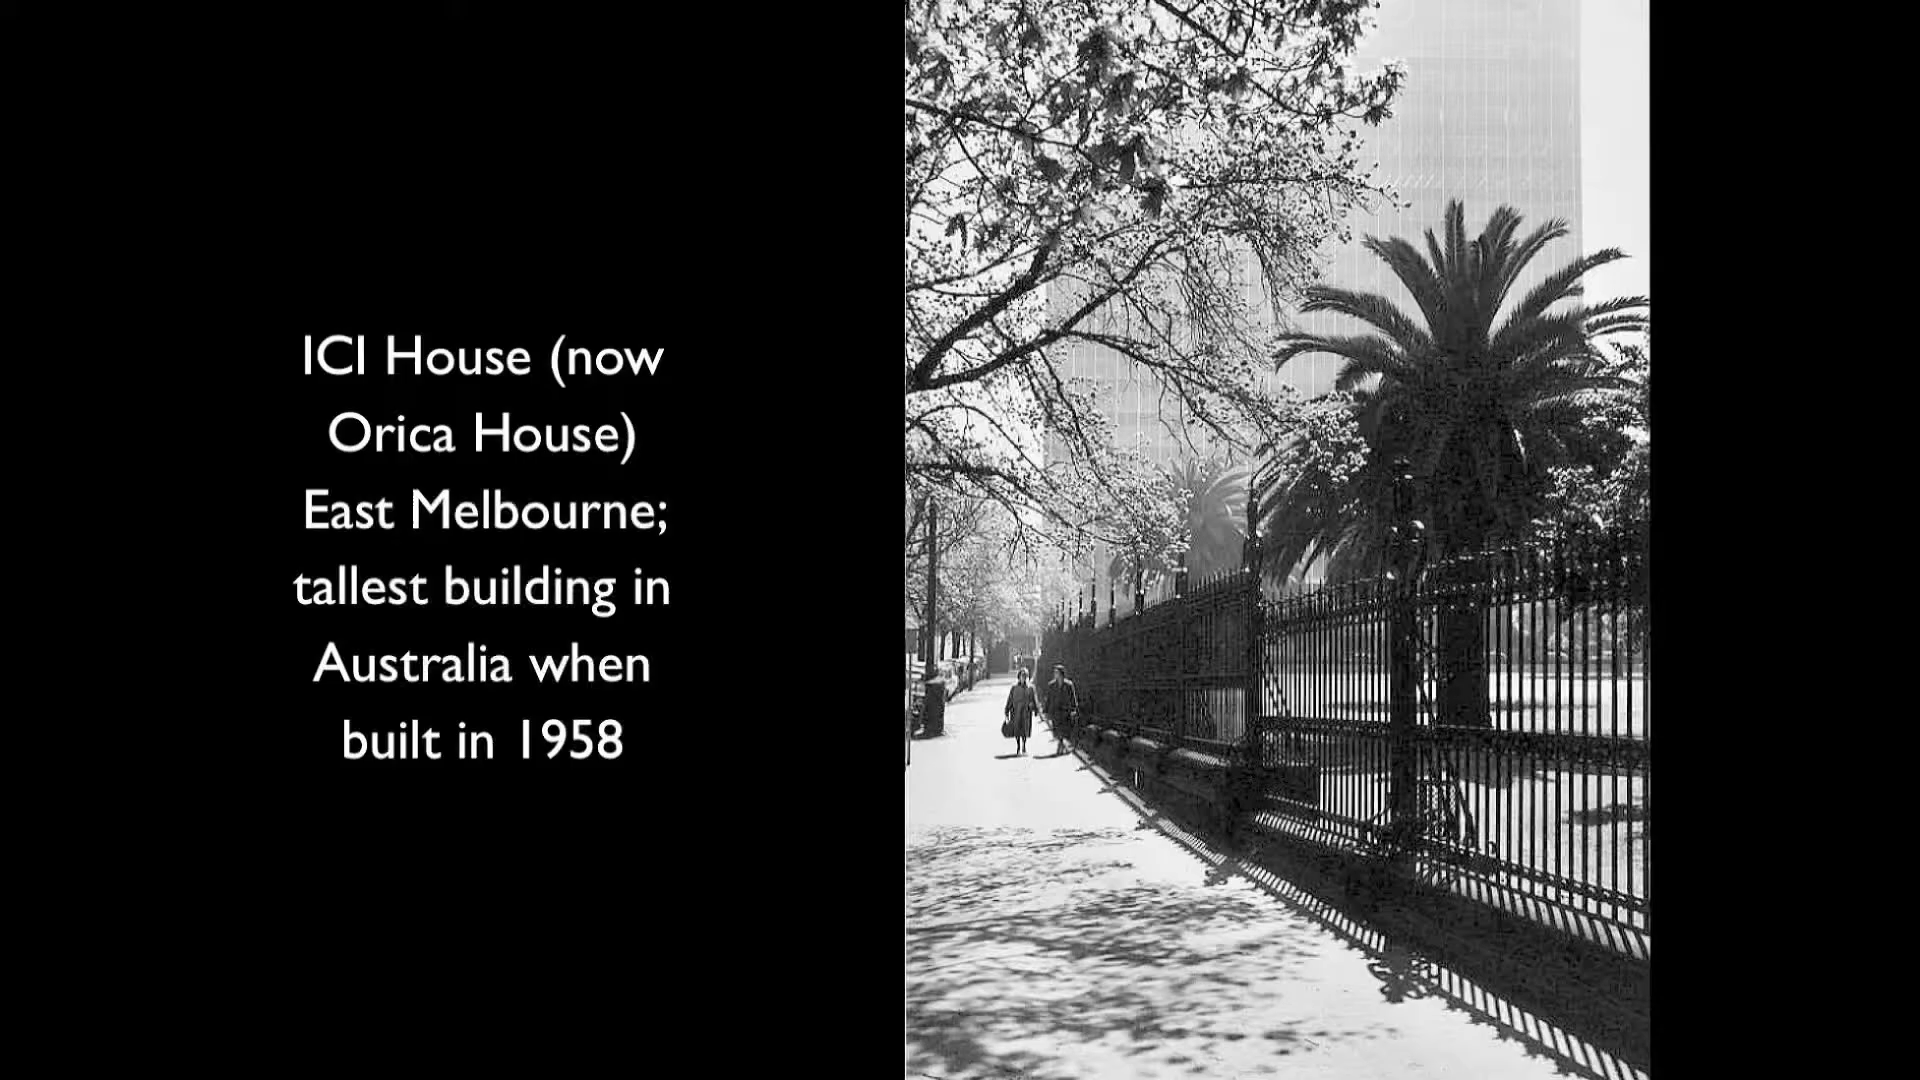 ICI House (now
Orica House)
East Melbourne;
tallest building in
Australia when
built in 1958